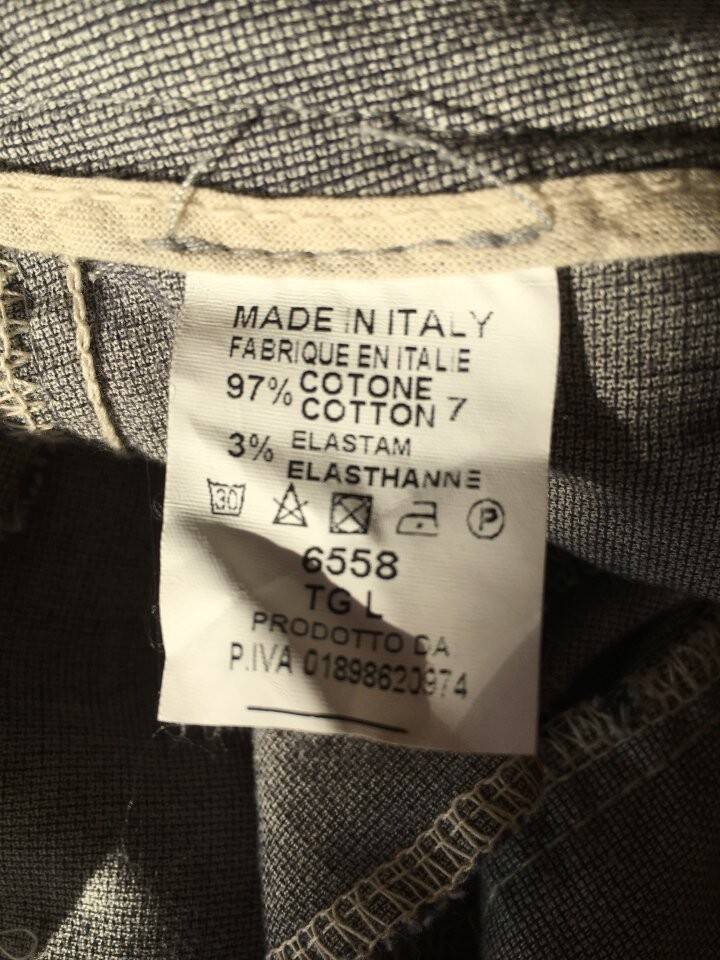 MADE IN ITALY
FABRIQUE EN ITALIE
97% COTONE
COTTON 7
3% ELASTAM
ELASTHANNE
30
P
6558
TG L
PRODOTTO DA
P.IVA 01898620974